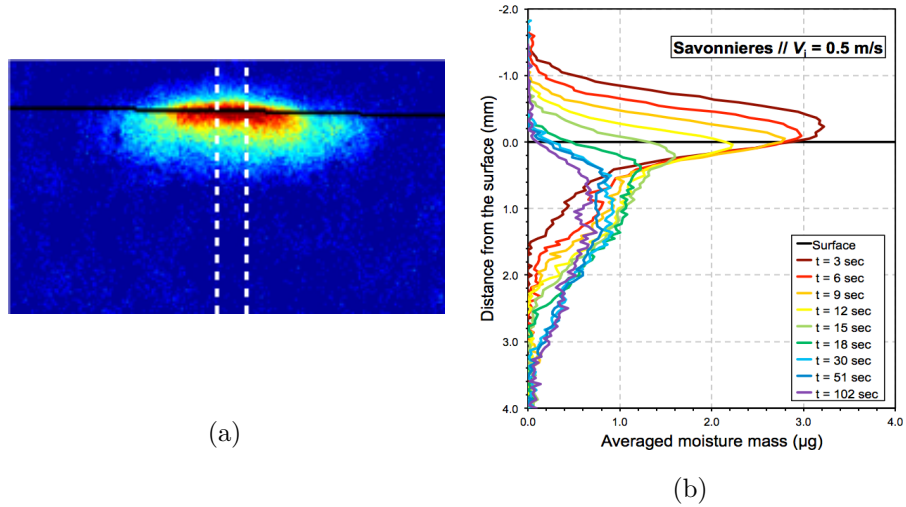 -2.0
-1.0
0.0
1.0
2.0
3.0
4.0
Distance from the surface (mm)
Savonnieres // Vi = 0.5 m/s
Surface
t = 3 sec
t = 6 sec
t = 9 sec
t = 12 sec
t = 15 sec
t = 18 sec
t = 30 sec
t = 51 sec
t = 102 sec
0.0 1.0 2.0 3.0 4.0
Averaged moisture mass (µg)
(a)
(b)